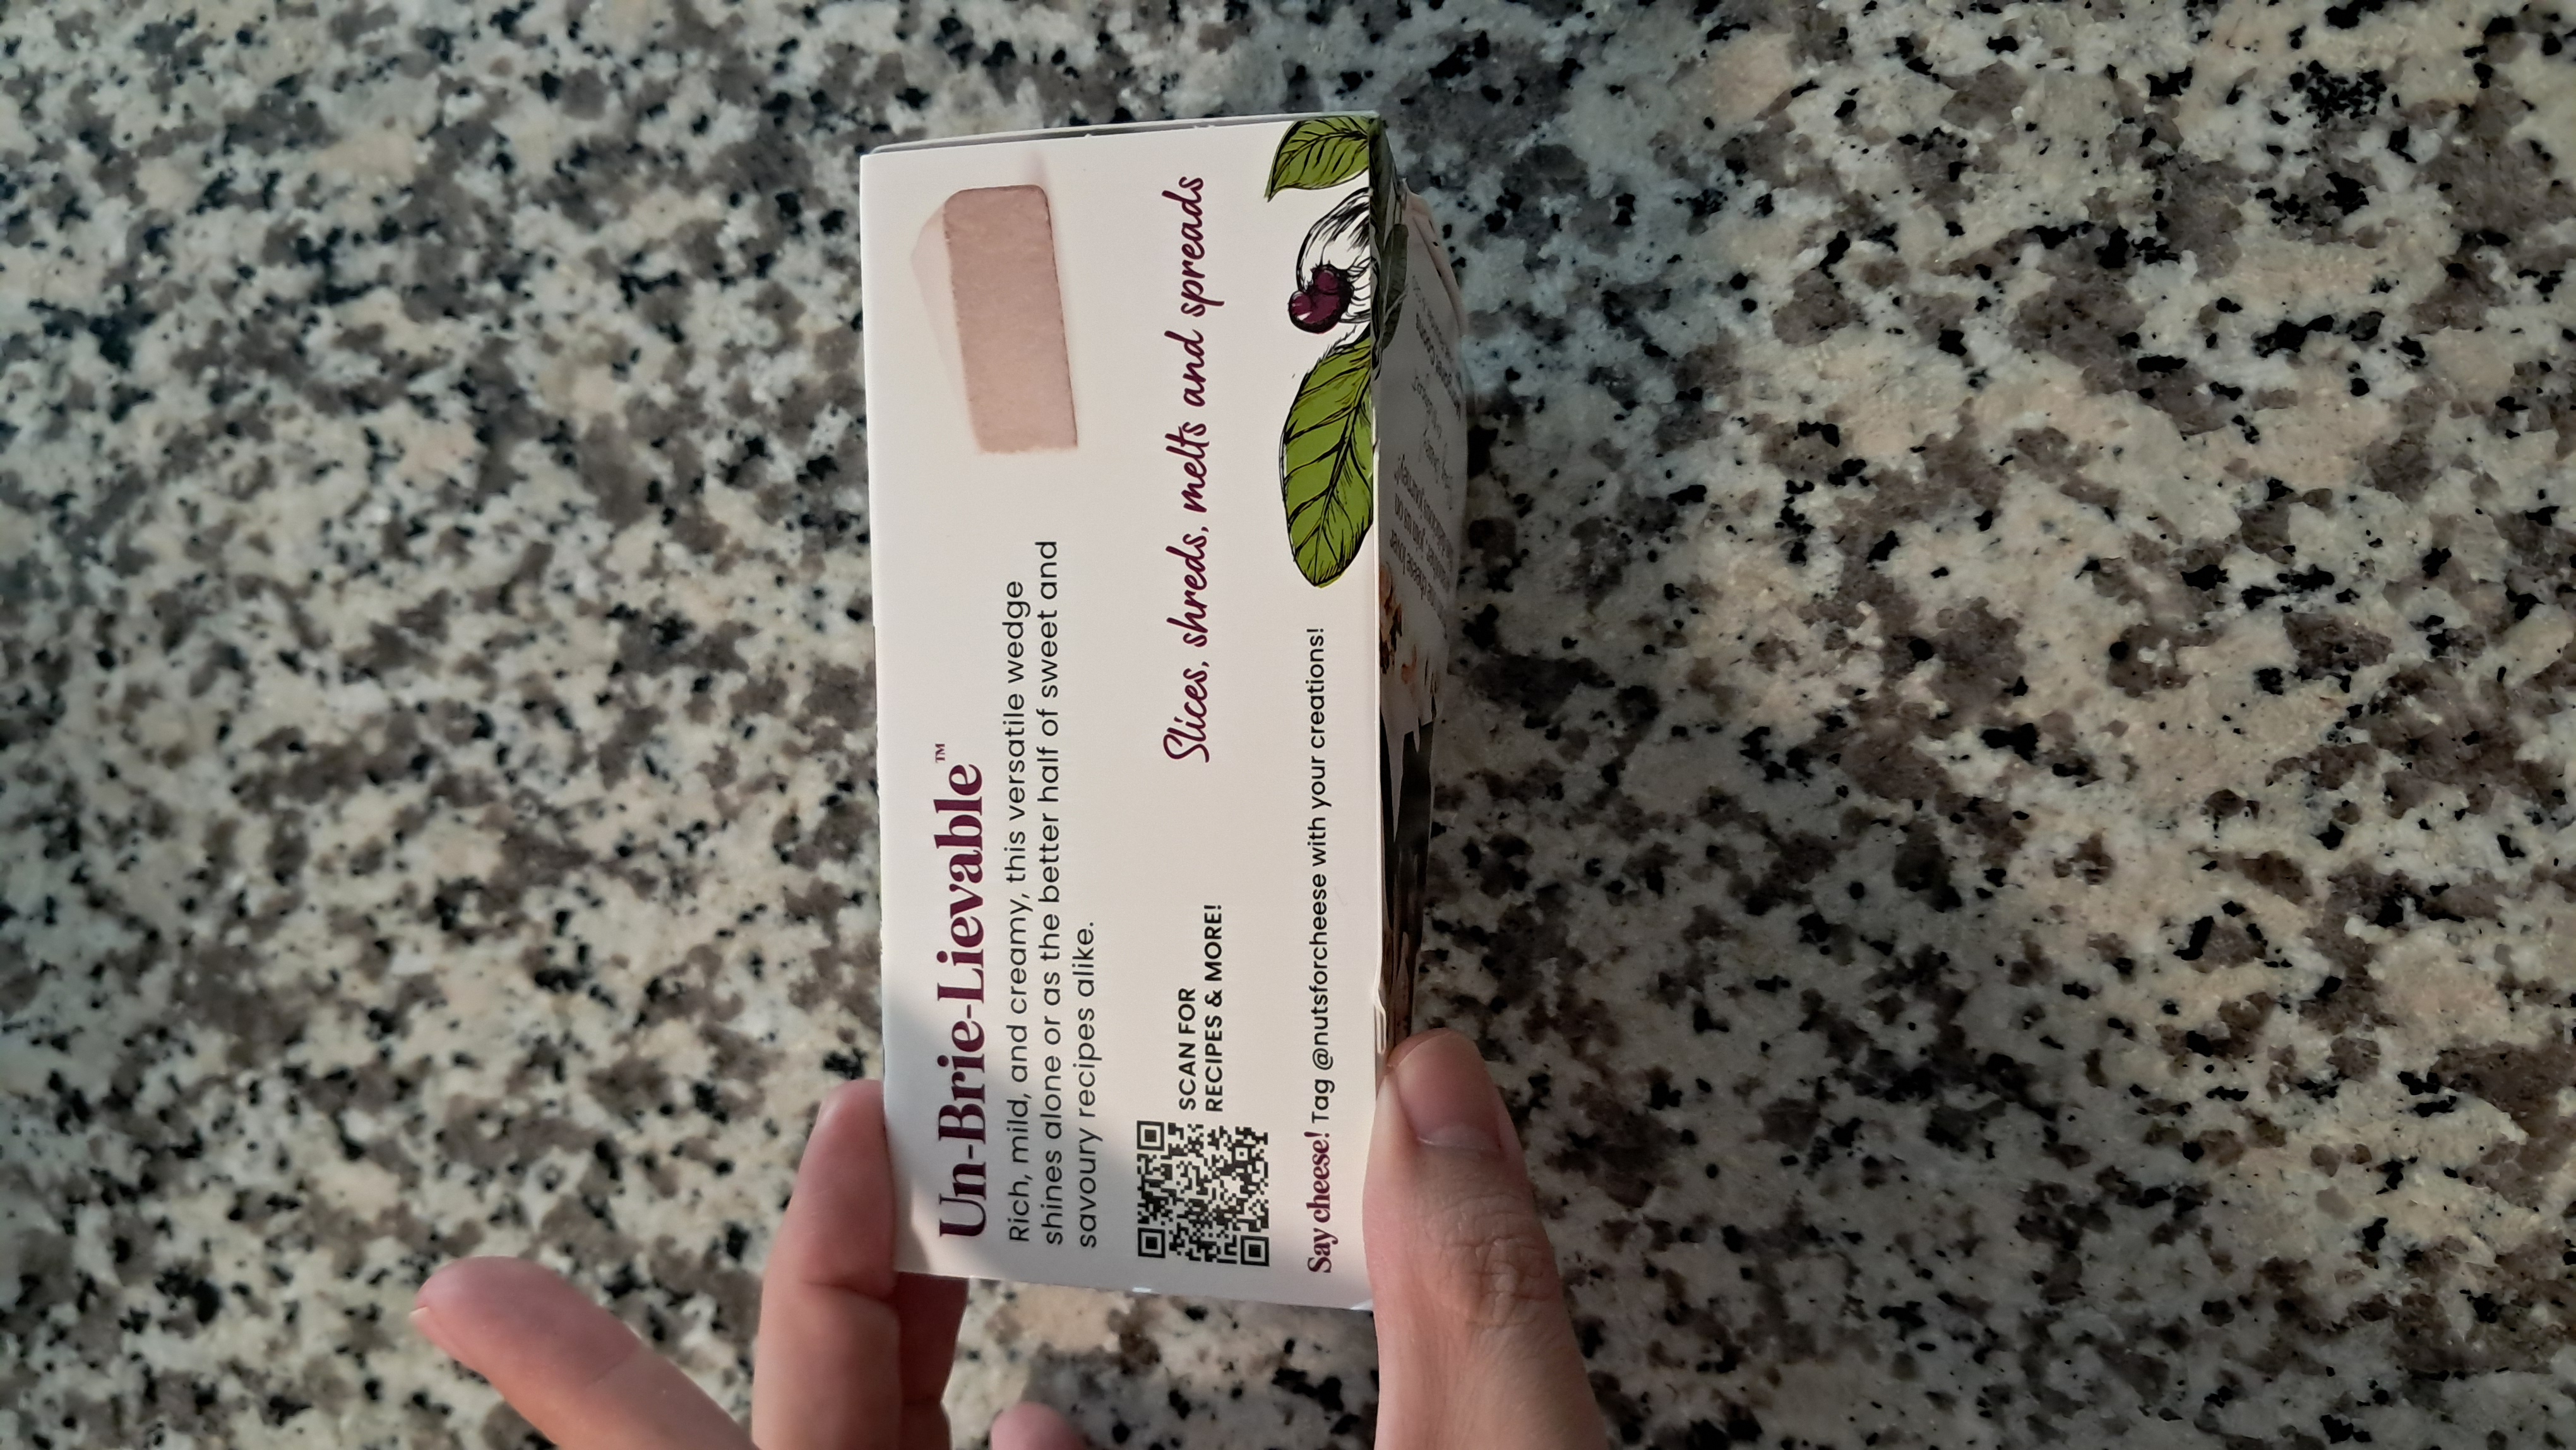 Un-Brie-Lievable™
Rich, mild, and creamy, this versatile wedge
shines alone or as the better half of sweet and
savoury recipes alike.
SCAN FOR
RECIPES & MORE!
Slices, shreds, melts and spreads
Say cheese! Tag @nutsforcheese with your creations!